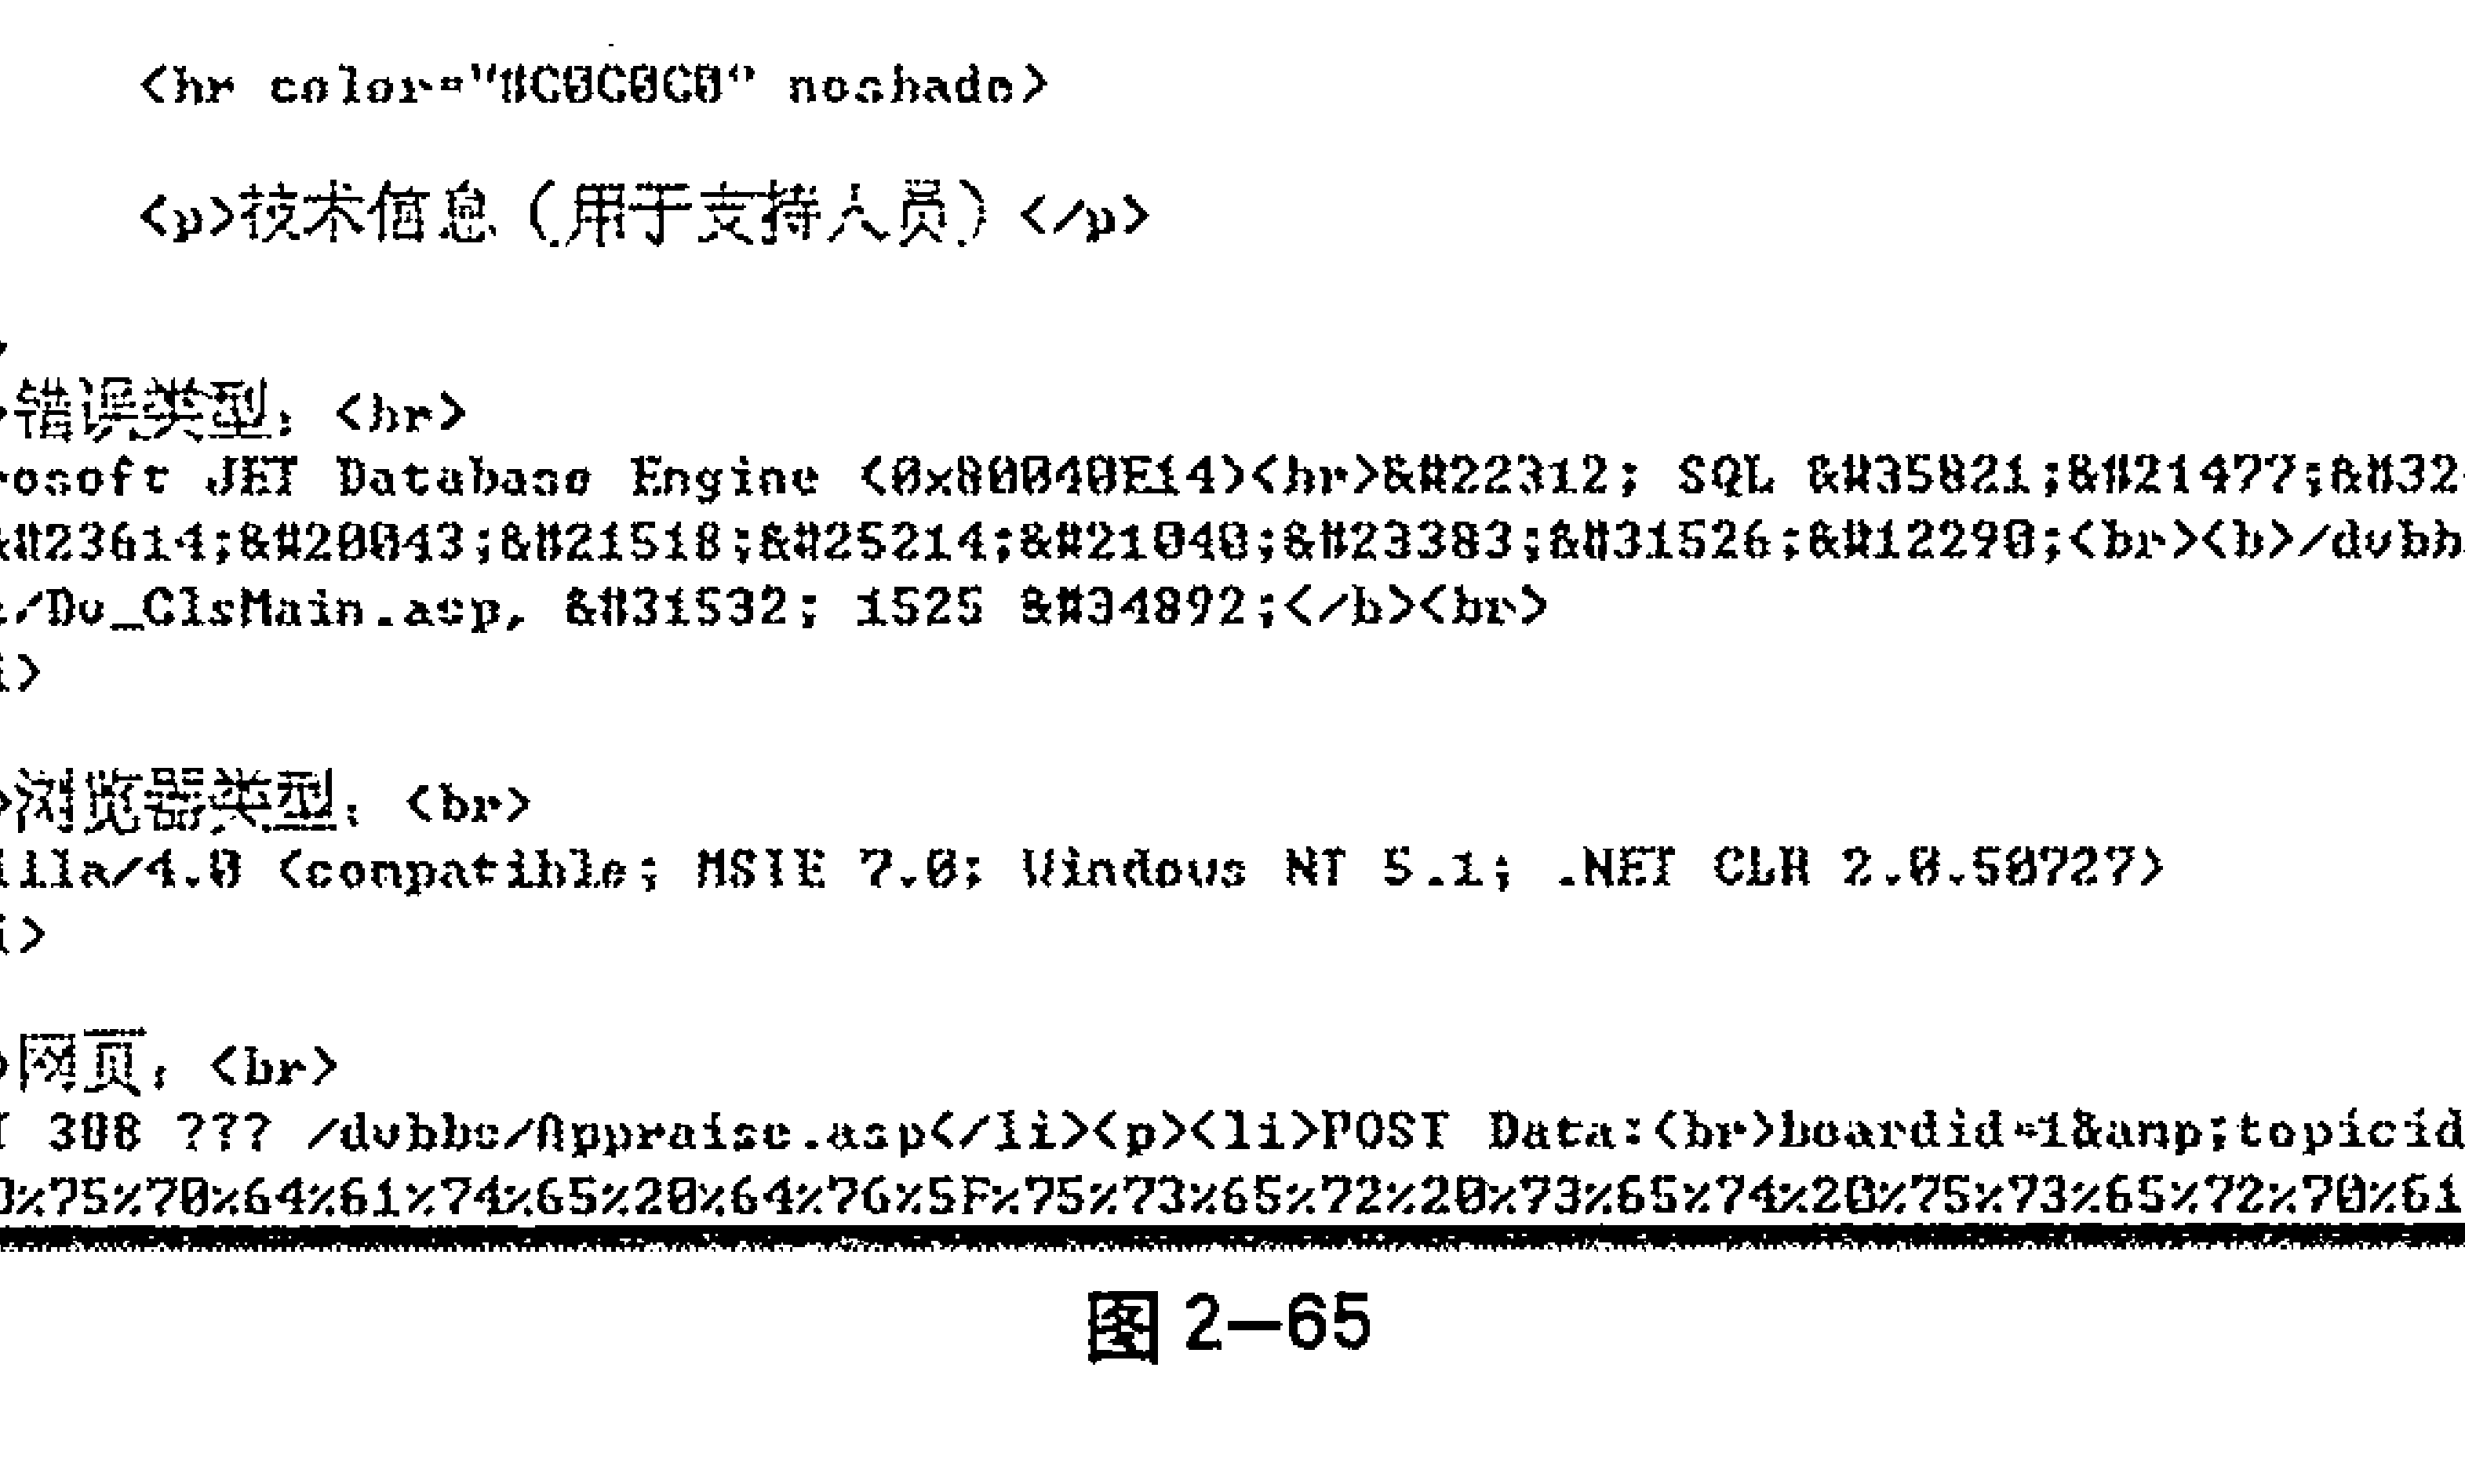 <hr color="#C0C0C0" noshade>
<p>技术信息（用于支持人员）</p>
>错误类型：<br>
rosoft JET Database Engine (0x80040E14)<br>&#22312; SQL &#35821;&#21477;&#32
&#23614;&#20043;&#21518;&#25214;&#21040;&#23383;&#31526;&#12290;<br><b>/dvbb
/Dv_ClsMain.asp, &#31532; 1525 &#34892;</b><br>
i>
>浏览器类型：<br>
illa/4.0 (compatible; MSIE 7.0; Windows NT 5.1; .NET CLR 2.0.50727)
i>
>网页：<br>
T 308 ??? /dvbbs/Appraise.asp</li><p><li>POST Data:<br>boardid=1&amp;topicid
0%75%70%64%61%74%65%20%64%76%5F%75%73%65%72%20%73%65%74%20%75%73%65%72%70%61
图 2—65